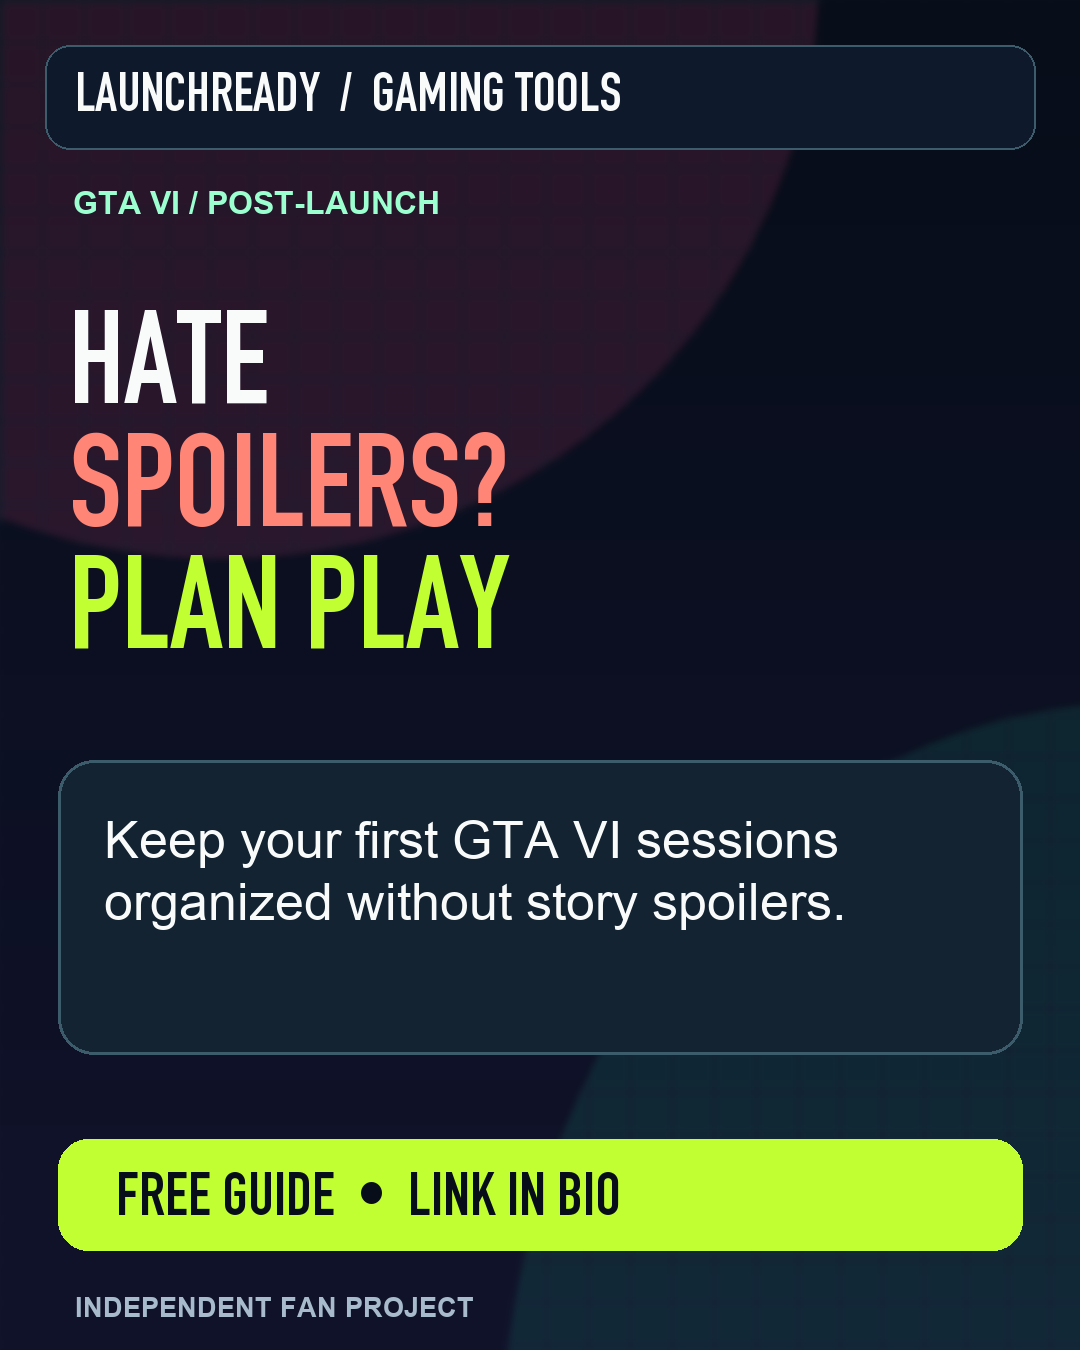 LAUNCHREADY / GAMING TOOLS
GTA VI / POST-LAUNCH
HATE
SPOILERS?
PLAN PLAY
Keep your first GTA VI sessions
organized without story spoilers.
FREE GUIDE ● LINK IN BIO
INDEPENDENT FAN PROJECT